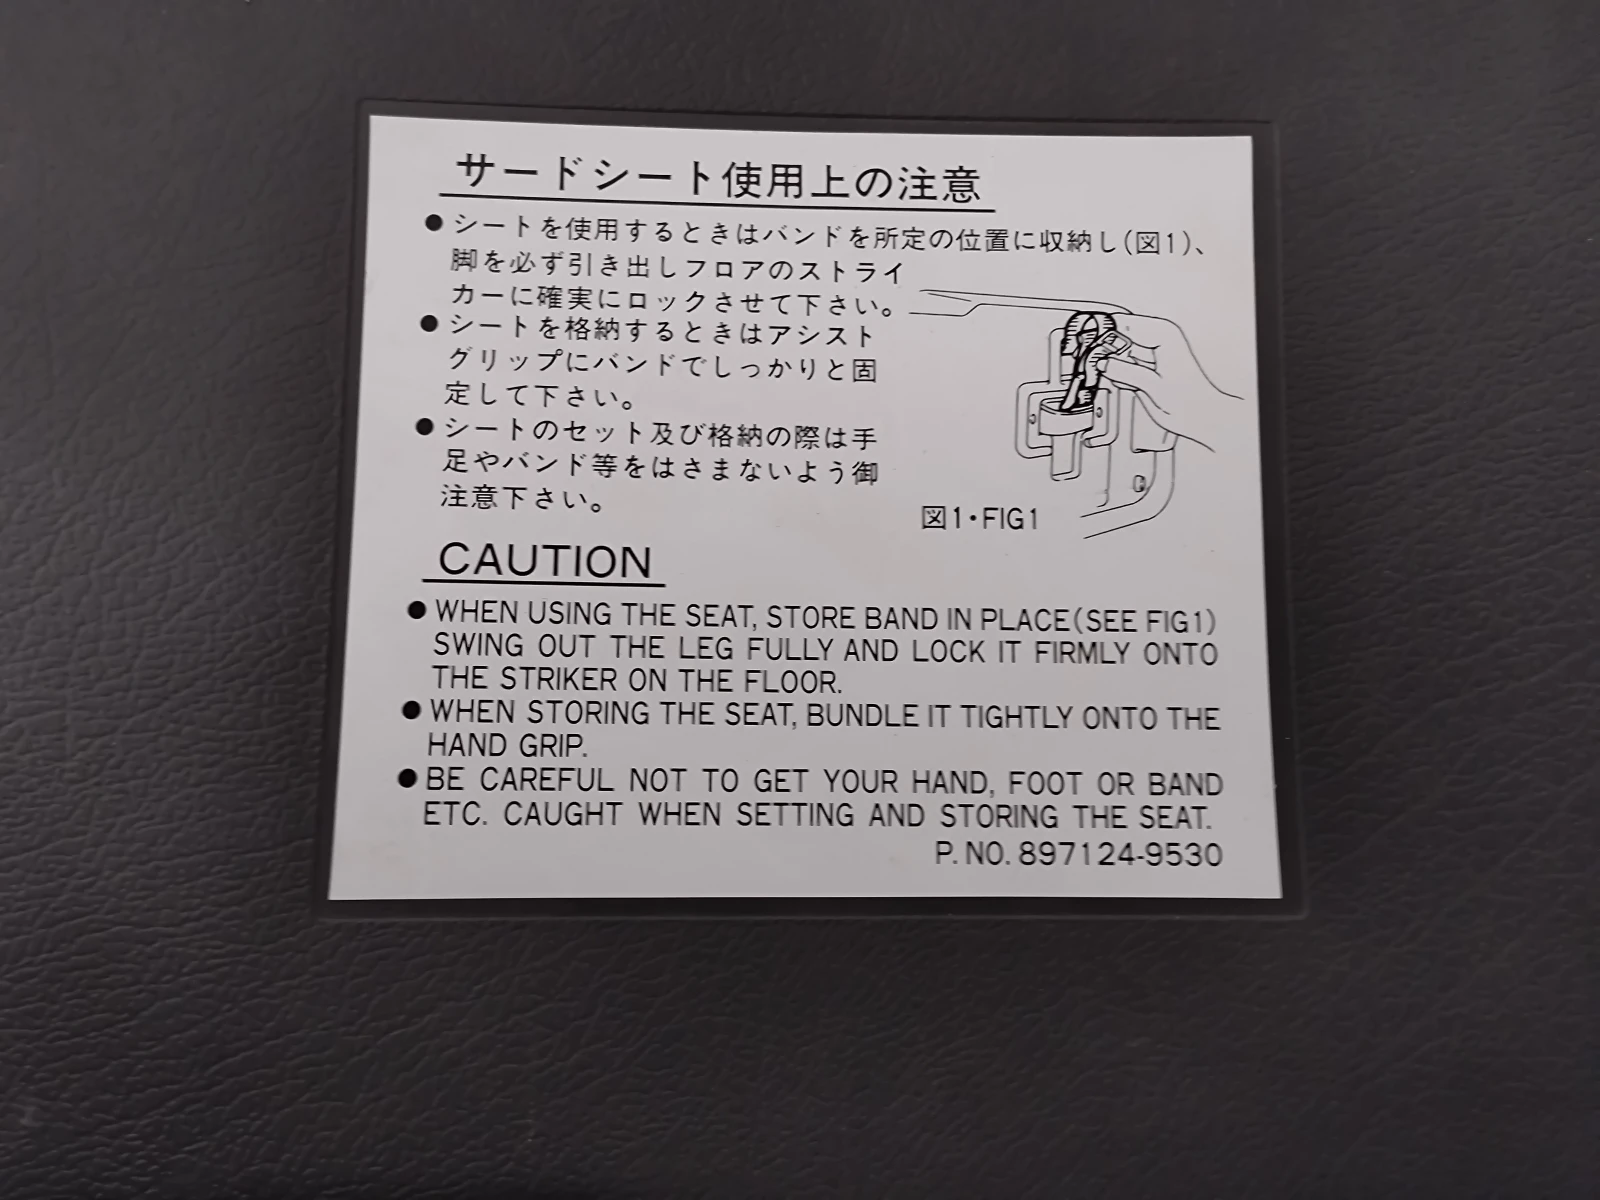 サードシート使用上の注意
●シートを使用するときはバンドを所定の位置に収納し(図1)、
脚を必ず引き出しフロアのストライ
カーに確実にロックさせて下さい。
●シートを格納するときはアシスト
グリップにバンドでしっかりと固
定して下さい。
●シートのセット及び格納の際は手
足やバンド等をはさまないよう御
注意下さい。
図1・FIG1
CAUTION
●WHEN USING THE SEAT, STORE BAND IN PLACE(SEE FIG1)
SWING OUT THE LEG FULLY AND LOCK IT FIRMLY ONTO
THE STRIKER ON THE FLOOR.
●WHEN STORING THE SEAT, BUNDLE IT TIGHTLY ONTO THE
HAND GRIP.
●BE CAREFUL NOT TO GET YOUR HAND, FOOT OR BAND
ETC. CAUGHT WHEN SETTING AND STORING THE SEAT.
P. NO. 897124-9530